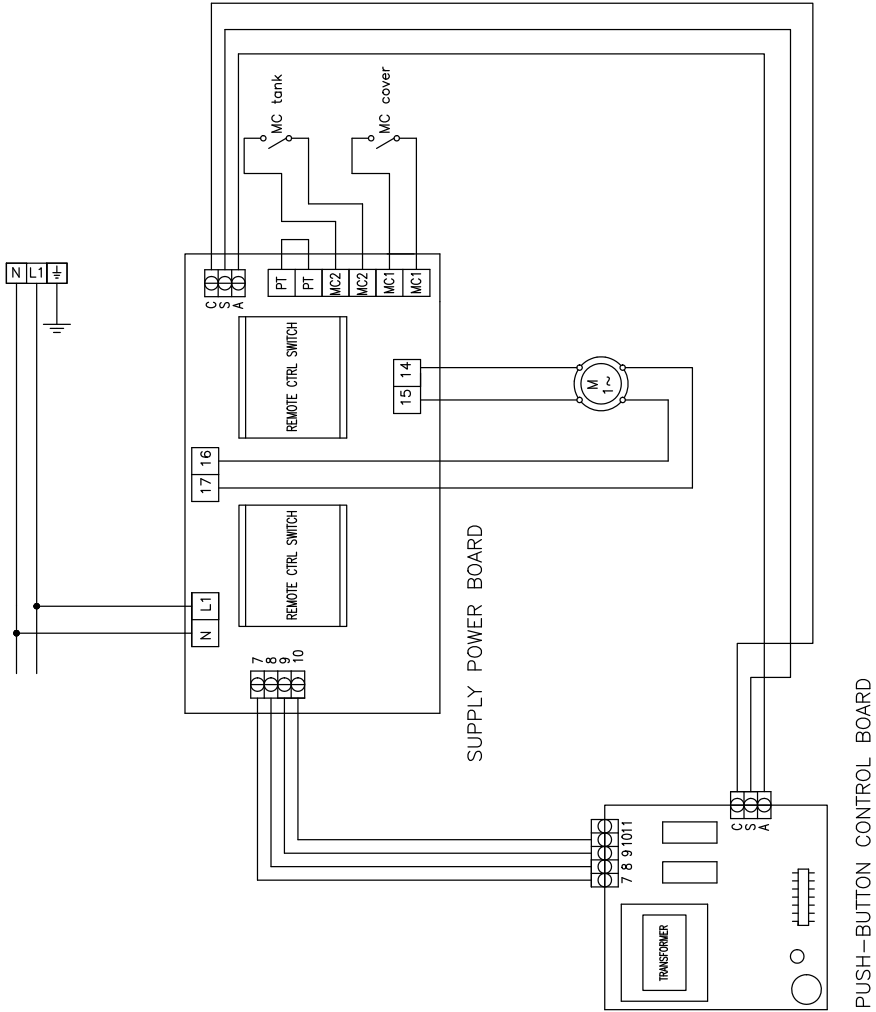 N L1
MC tank
MC cover
C
S
A
PT
PT
MC2
MC2
MC1
MC1
REMOTE CTRL SWITCH
15 14
M
1~
17 16
REMOTE CTRL SWITCH
N L1
7
8
9
10
SUPPLY POWER BOARD
7 8 9 10 11
C
S
A
TRANSFORMER
PUSH-BUTTON CONTROL BOARD